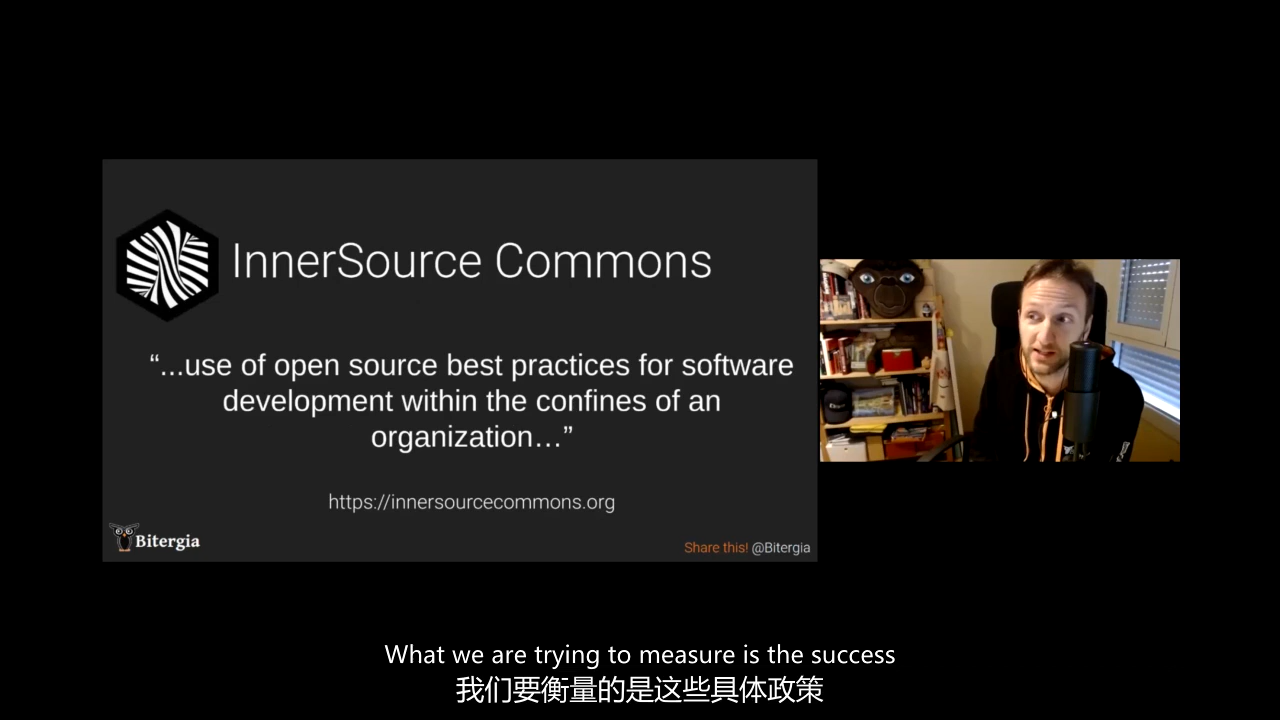 InnerSource Commons
“...use of open source best practices for software
development within the confines of an
organization…”
https://innersourcecommons.org
Bitergia
Share this! @Bitergia
What we are trying to measure is the success
我们要衡量的是这些具体政策